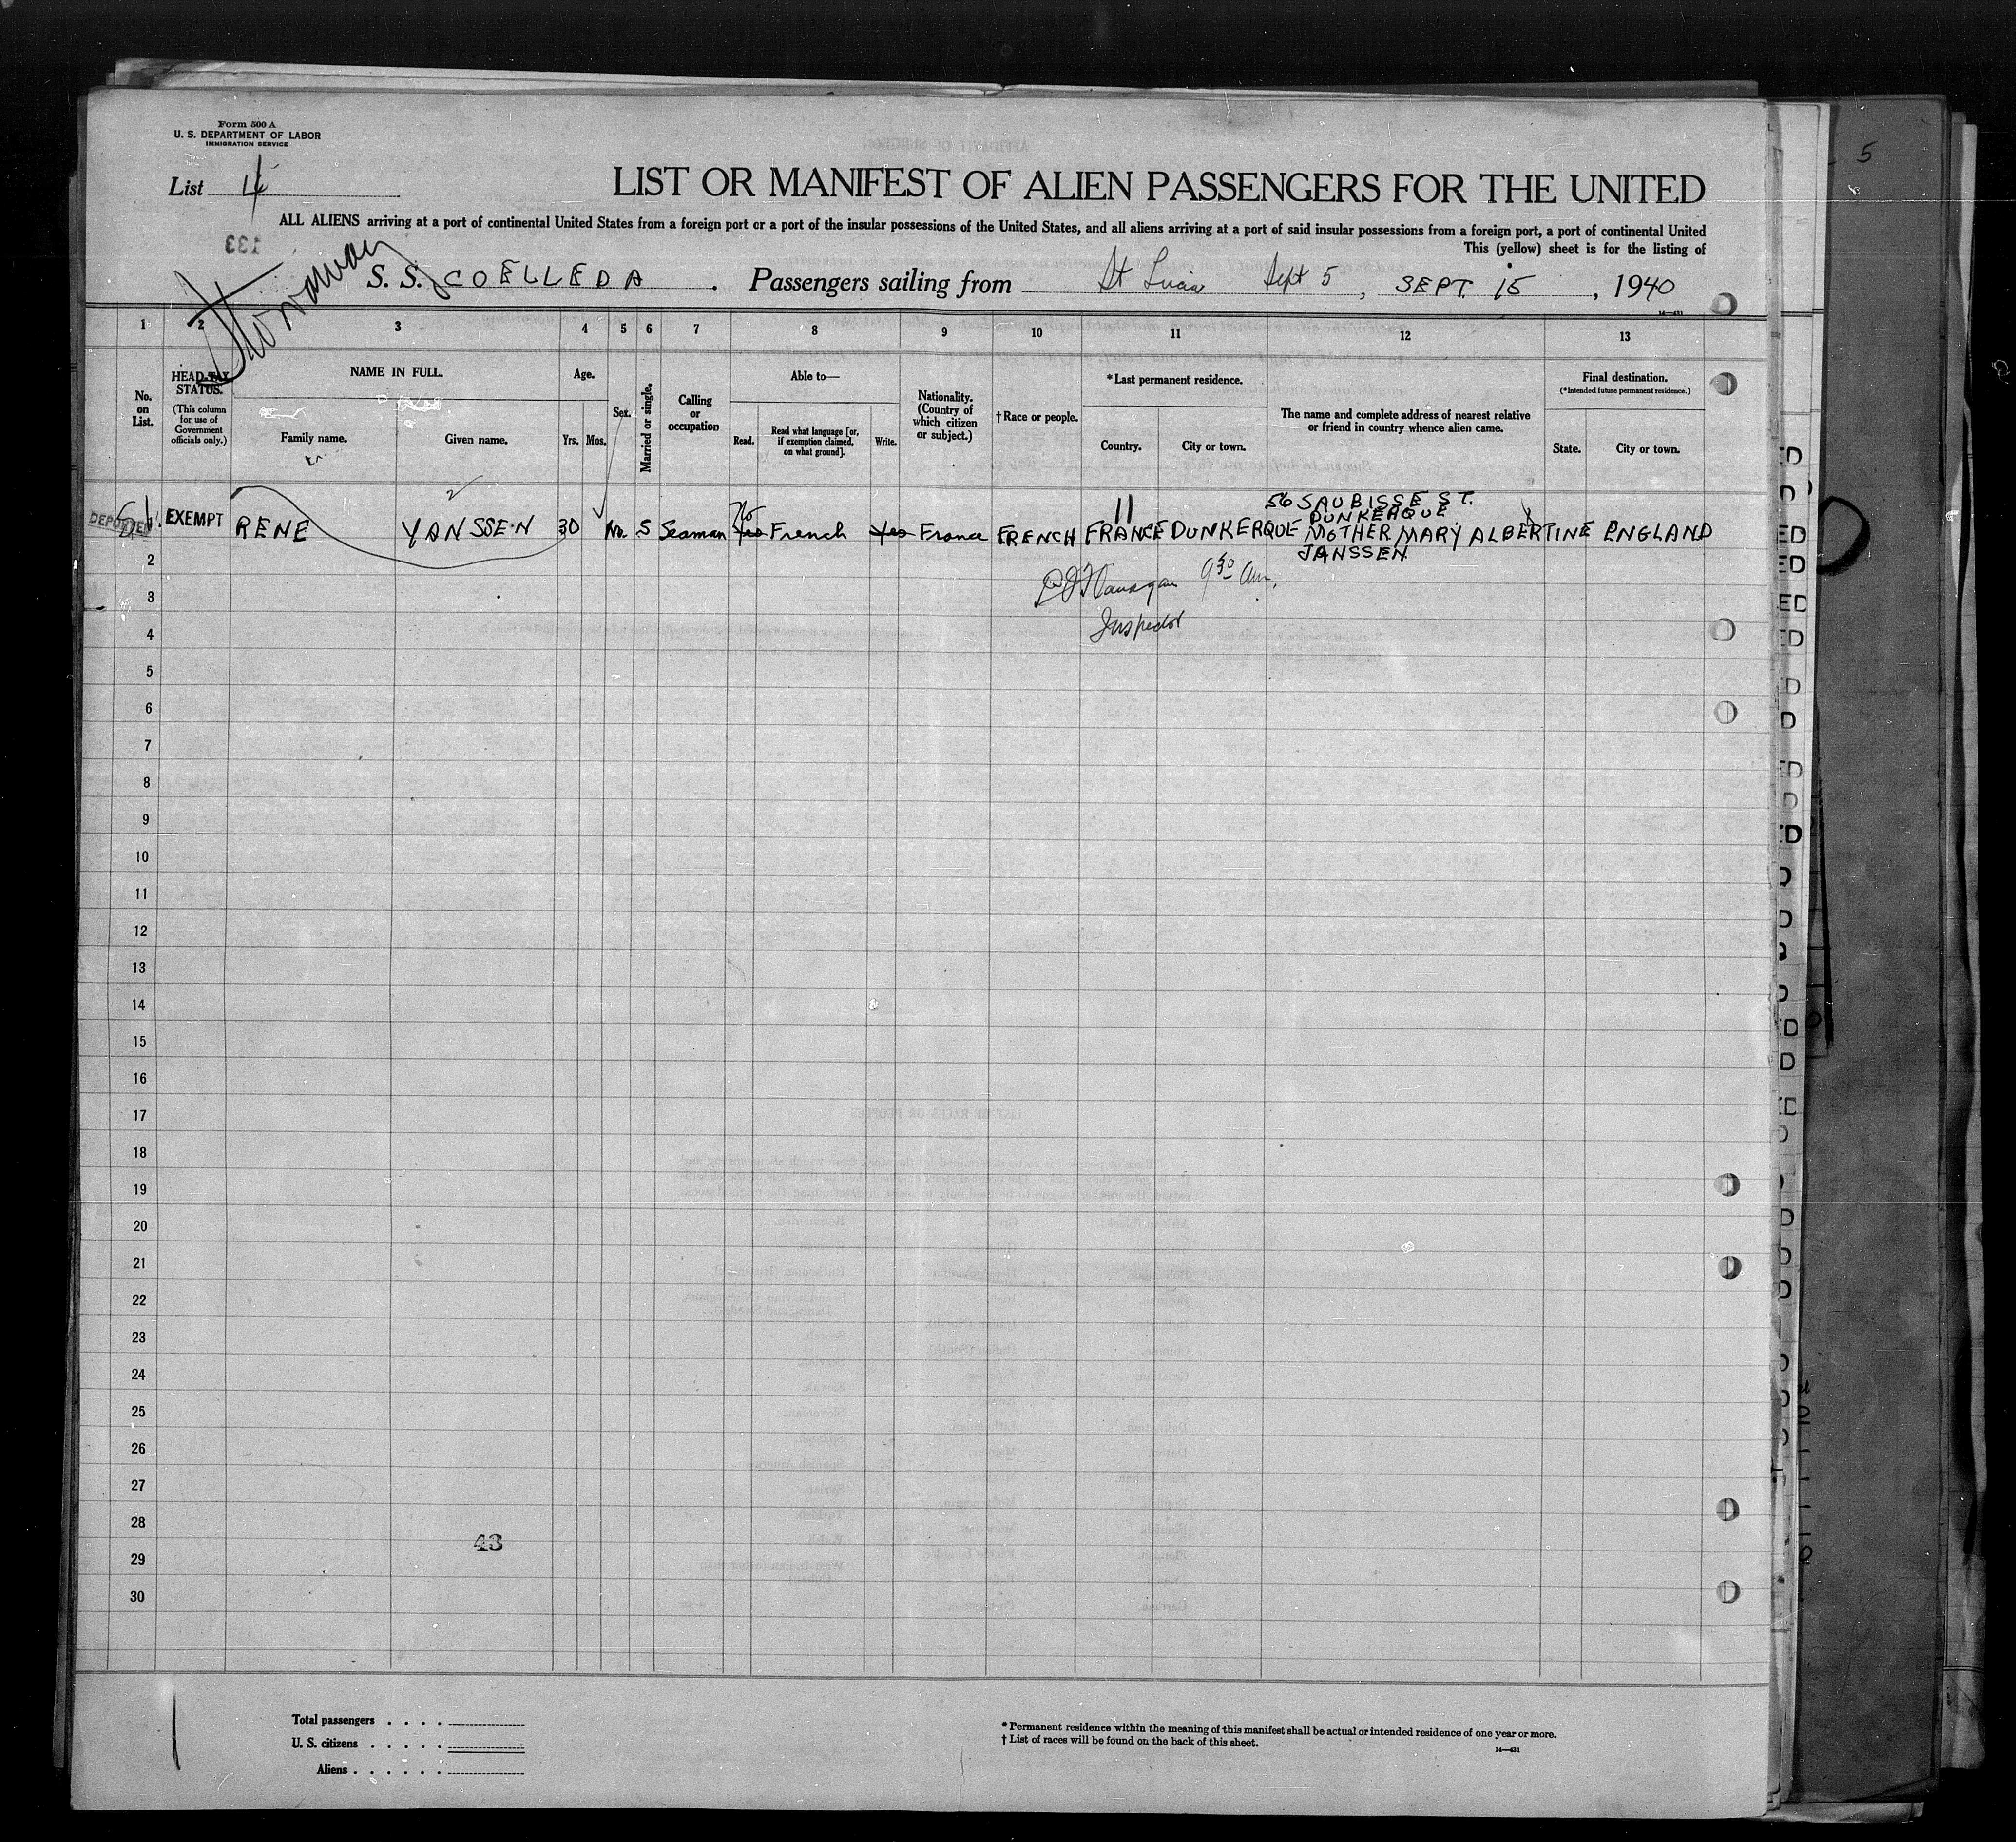 Form 500 A
U. S. DEPARTMENT OF LABOR
IMMIGRATION SERVICE
List 4
LIST OR MANIFEST OF ALIEN PASSENGERS FOR THE UNITED
ALL ALIENS arriving at a port of continental United States from a foreign port or a port of the insular possessions of the United States, and all aliens arriving at a port of said insular possessions from a foreign port, a port of continental United
This (yellow) sheet is for the listing of
133
Stowaway
S. S. COELLEDA . Passengers sailing from St Lucia Sept 5, SEPT. 15, 1940
5
1 2 3 4 5 6 7 8 9 10 11 12 13
No. on List.
HEAD-TAX STATUS.
(This column for use of Government officials only.)
NAME IN FULL.
Family name.
Given name.
Age.
Yrs. Mos.
Sex.
Married or single.
Calling or occupation
Able to—
Read.
Read what language [or, if exemption claimed, on what ground].
Write.
Nationality. (Country of which citizen or subject.)
†Race or people.
*Last permanent residence.
Country.
City or town.
The name and complete address of nearest relative or friend in country whence alien came.
Final destination.
(*Intended future permanent residence.)
State.
City or town.
56 SAUBISSE ST.
No 11 DUNKERQUE
DEPORTED EXEMPT RENE YANSSEN 30 M. S Seaman Yes French Yes France FRENCH FRANCE DUNKERQUE MOTHER MARY ALBERTINE ENGLAND
JANSSEN
2
Flanagan 9 30 am.
3
Inspector
4
5
6
7
8
9
10
11
12
13
14
15
16
17
18
19
20
21
22
23
24
25
26
27
28
43
29
30
Total passengers . . . .
U. S. citizens . . . . .
Aliens . . . . . .
* Permanent residence within the meaning of this manifest shall be actual or intended residence of one year or more.
† List of races will be found on the back of this sheet.